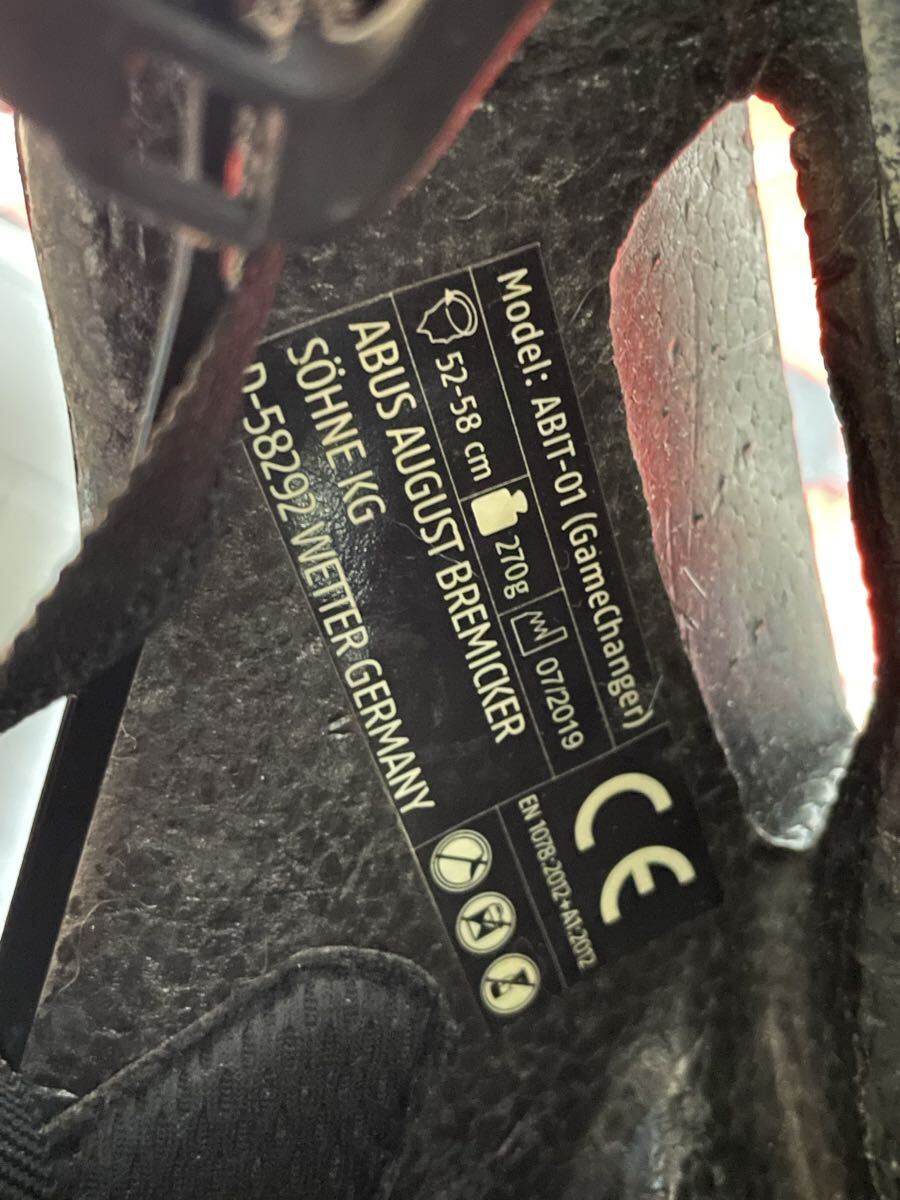 Model: ABIT-01 (GameChanger)
52-58 cm 270g 07/2019
ABUS AUGUST BREMICKER
SÖHNE KG
D-58292 WETTER GERMANY
CE
EN 1078:2012+A1:2012